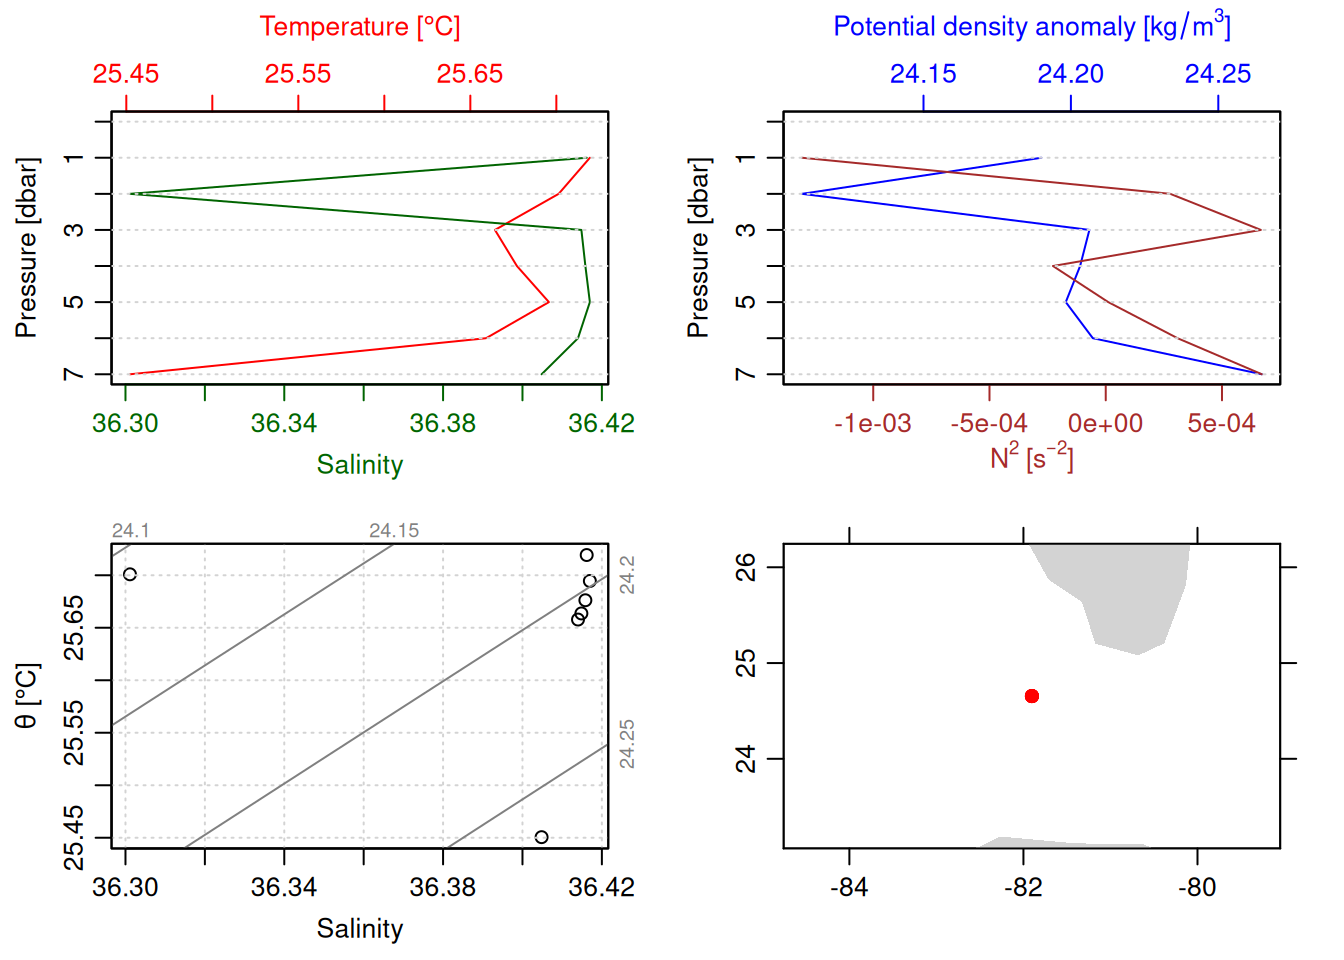 Temperature [°C]
25.45 25.55 25.65
Pressure [dbar]
1
3
5
7
36.30 36.34 36.38 36.42
Salinity
Potential density anomaly [kg/m³]
24.15 24.20 24.25
Pressure [dbar]
1
3
5
7
-1e-03 -5e-04 0e+00 5e-04
N² [s⁻²]
24.1 24.15
24.2
24.25
θ [°C]
25.65
25.55
25.45
36.30 36.34 36.38 36.42
Salinity
26
25
24
-84 -82 -80